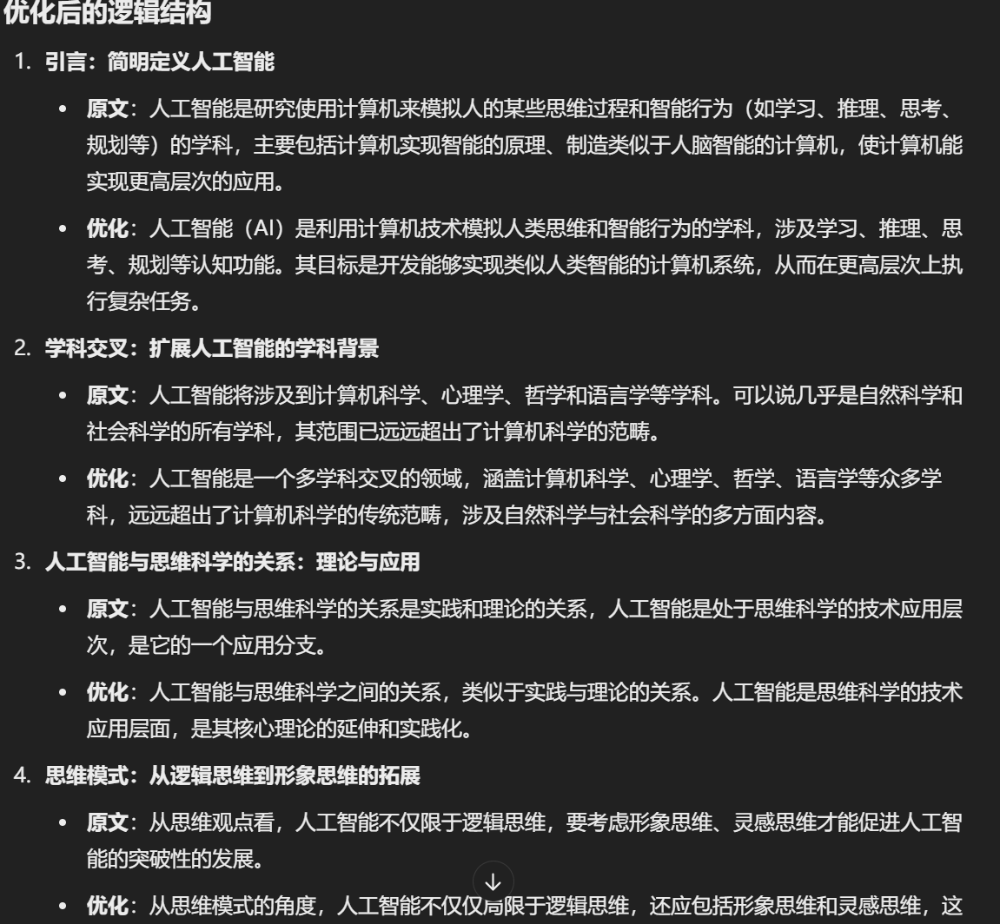 优化后的逻辑结构
1. 引言：简明定义人工智能
• 原文：人工智能是研究使用计算机来模拟人的某些思维过程和智能行为（如学习、推理、思考、
规划等）的学科，主要包括计算机实现智能的原理、制造类似于人脑智能的计算机，使计算机能
实现更高层次的应用。
• 优化：人工智能（AI）是利用计算机技术模拟人类思维和智能行为的学科，涉及学习、推理、思
考、规划等认知功能。其目标是开发能够实现类似人类智能的计算机系统，从而在更高层次上执
行复杂任务。
2. 学科交叉：扩展人工智能的学科背景
• 原文：人工智能将涉及到计算机科学、心理学、哲学和语言学等学科。可以说几乎是自然科学和
社会科学的所有学科，其范围已远远超出了计算机科学的范畴。
• 优化：人工智能是一个多学科交叉的领域，涵盖计算机科学、心理学、哲学、语言学等众多学
科，远远超出了计算机科学的传统范畴，涉及自然科学与社会科学的多方面内容。
3. 人工智能与思维科学的关系：理论与应用
• 原文：人工智能与思维科学的关系是实践和理论的关系，人工智能是处于思维科学的技术应用层
次，是它的一个应用分支。
• 优化：人工智能与思维科学之间的关系，类似于实践与理论的关系。人工智能是思维科学的技术
应用层面，是其核心理论的延伸和实践化。
4. 思维模式：从逻辑思维到形象思维的拓展
• 原文：从思维观点看，人工智能不仅限于逻辑思维，要考虑形象思维、灵感思维才能促进人工智
能的突破性的发展。
• 优化：从思维模式的角度，人工智能不仅仅局限于逻辑思维，还应包括形象思维和灵感思维，这